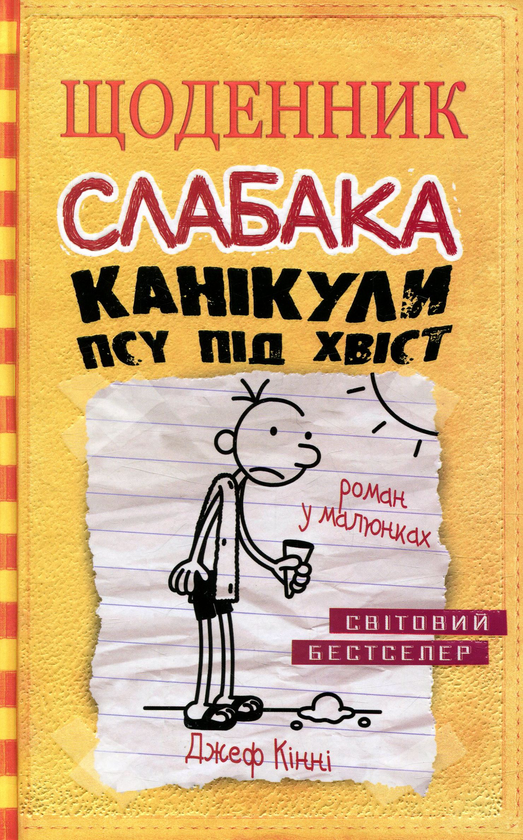 ЩОДЕННИК
СЛАБАКА
КАНІКУЛИ
ПСУ ПІД ХВІСТ
роман
у малюнках
СВІТОВИЙ
БЕСТСЕЛЕР
Джеф Кінні